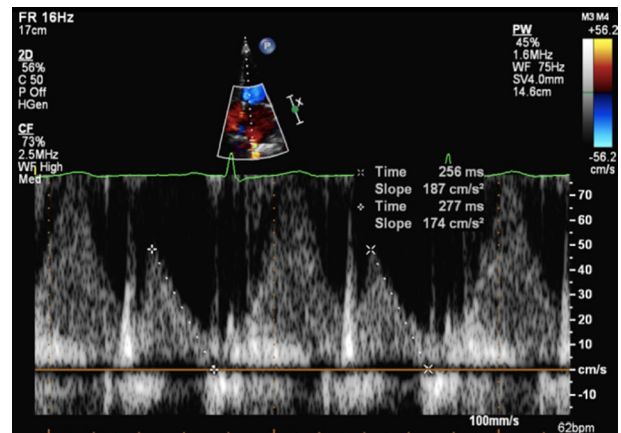 FR 16Hz
17cm
2D
56%
C 50
P Off
HGen
CF
73%
2.5MHz
WF High
Med
P
x
PW
45%
1.6MHz
WF 75Hz
SV4.0mm
14.6cm
M3 M4
+56.2
-56.2
cm/s
Time 256 ms
Slope 187 cm/s²
Time 277 ms
Slope 174 cm/s²
70
60
50
40
30
20
10
cm/s
-10
100mm/s
62bpm